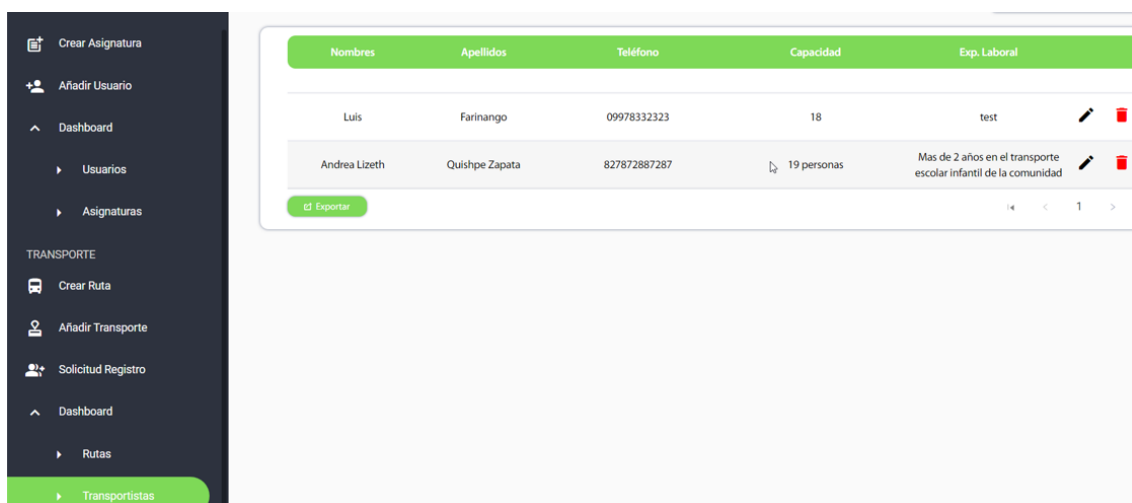 Crear Asignatura
Añadir Usuario
Dashboard
Usuarios
Asignaturas
TRANSPORTE
Crear Ruta
Añadir Transporte
Solicitud Registro
Dashboard
Rutas
Transportistas
Nombres Apellidos Teléfono Capacidad Exp. Laboral
Luis Farinango 09978332323 18 test
Andrea Lizeth Quishpe Zapata 827872887287 19 personas Mas de 2 años en el transporte
escolar infantil de la comunidad
Exportar
1